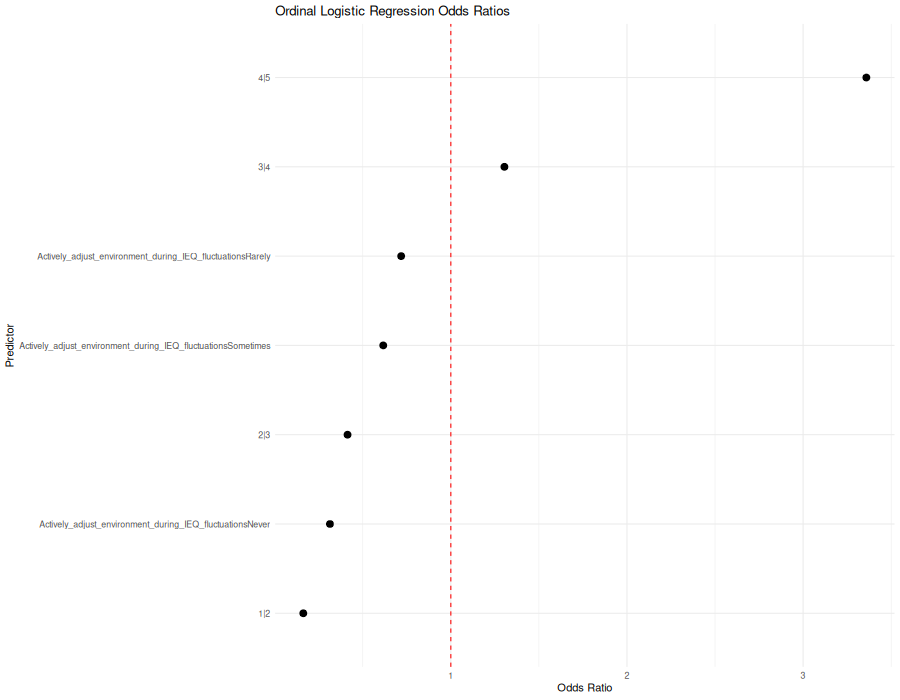 Ordinal Logistic Regression Odds Ratios
4|5
3|4
Actively_adjust_environment_during_IEQ_fluctuationsRarely
Predictor
Actively_adjust_environment_during_IEQ_fluctuationsSometimes
2|3
Actively_adjust_environment_during_IEQ_fluctuationsNever
1|2
1
2
3
Odds Ratio